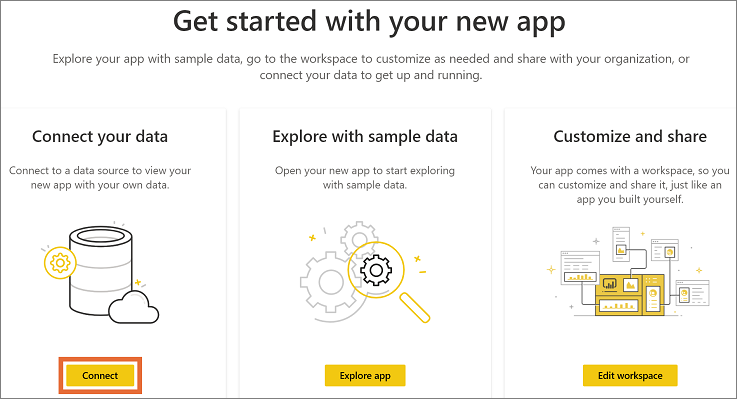 Get started with your new app
Explore your app with sample data, go to the workspace to customize as needed and share with your organization, or
connect your data to get up and running.
Connect your data
Connect to a data source to view your
new app with your own data.
Connect
Explore with sample data
Open your new app to start exploring
with sample data.
Explore app
Customize and share
Your app comes with a workspace, so you
can customize and share it, just like an
app you built yourself.
Edit workspace